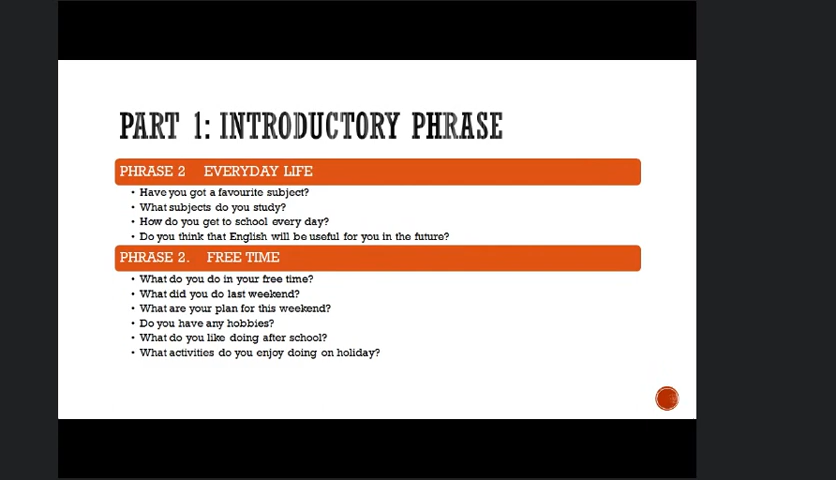 PART 1: INTRODUCTORY PHRASE
PHRASE 2 EVERYDAY LIFE
• Have you got a favourite subject?
• What subjects do you study?
• How do you get to school every day?
• Do you think that English will be useful for you in the future?
PHRASE 2. FREE TIME
• What do you do in your free time?
• What did you do last weekend?
• What are your plan for this weekend?
• Do you have any hobbies?
• What do you like doing after school?
• What activities do you enjoy doing on holiday?